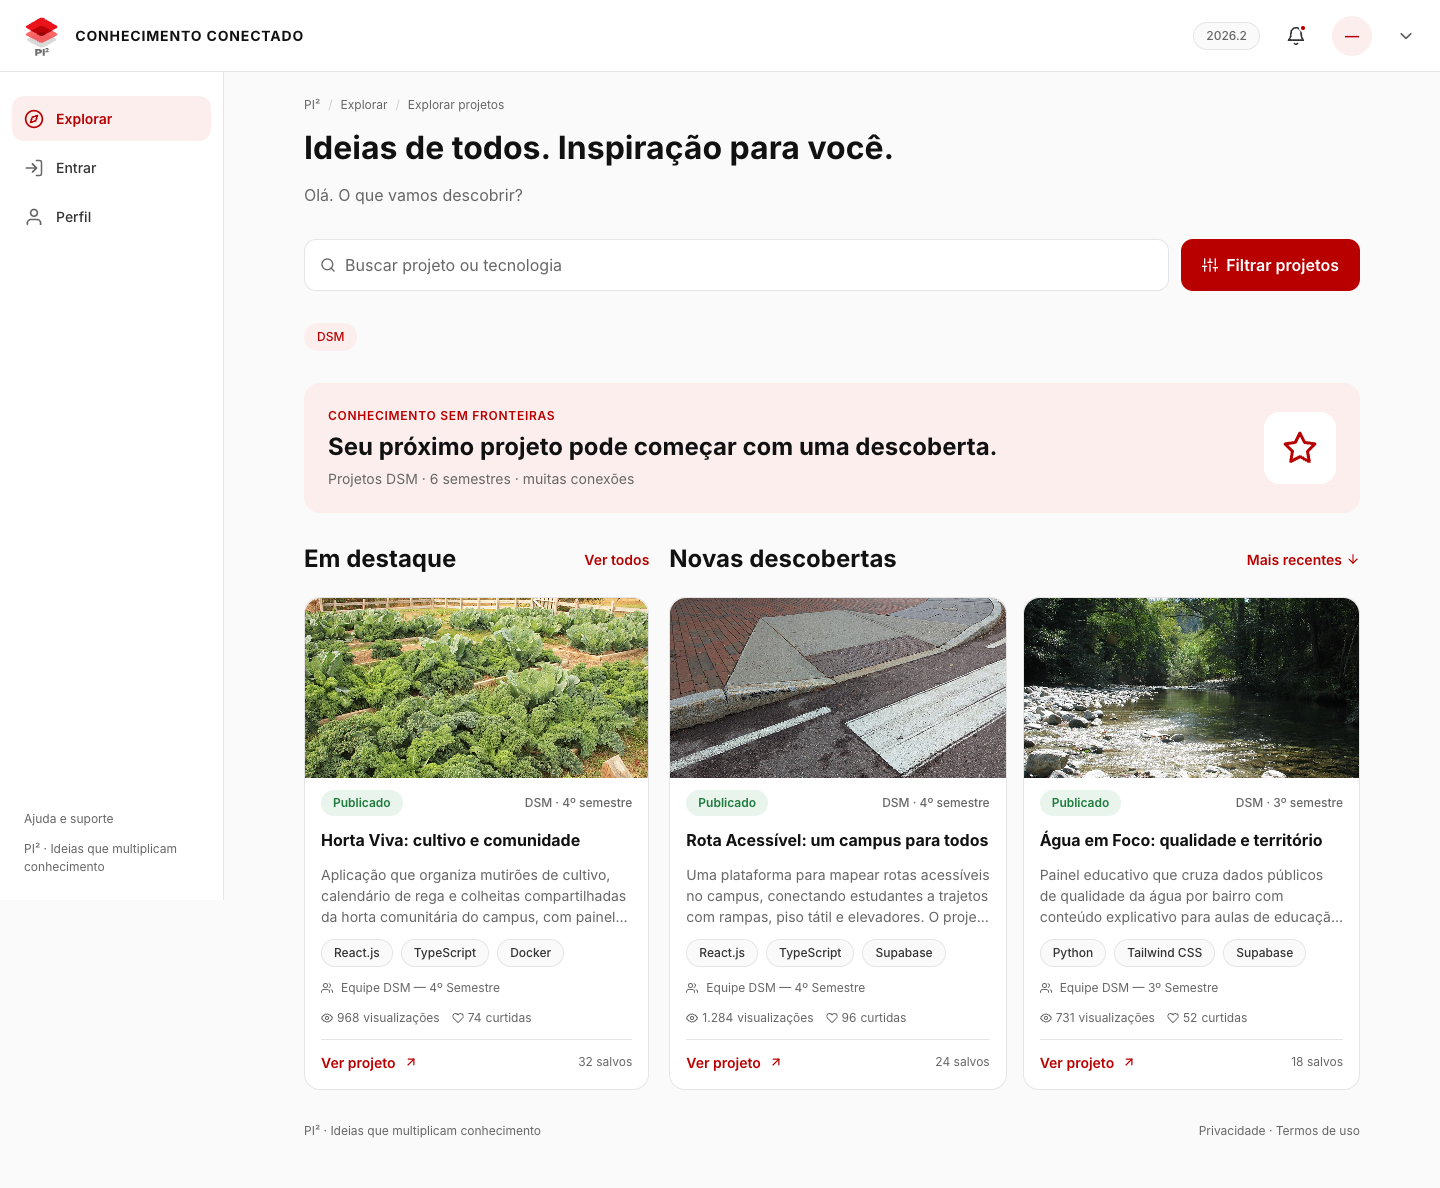 PI²
CONHECIMENTO CONECTADO
2026.2
—
Explorar
Entrar
Perfil
Ajuda e suporte
PI² · Ideias que multiplicam
conhecimento
PI² / Explorar / Explorar projetos
Ideias de todos. Inspiração para você.
Olá. O que vamos descobrir?
Buscar projeto ou tecnologia
Filtrar projetos
DSM
CONHECIMENTO SEM FRONTEIRAS
Seu próximo projeto pode começar com uma descoberta.
Projetos DSM · 6 semestres · muitas conexões
Em destaque
Ver todos
Novas descobertas
Mais recentes
Publicado
DSM · 4º semestre
Horta Viva: cultivo e comunidade
Aplicação que organiza mutirões de cultivo,
calendário de rega e colheitas compartilhadas
da horta comunitária do campus, com painel...
React.js TypeScript Docker
Equipe DSM — 4º Semestre
968 visualizações 74 curtidas
Ver projeto
32 salvos
Publicado
DSM · 4º semestre
Rota Acessível: um campus para todos
Uma plataforma para mapear rotas acessíveis
no campus, conectando estudantes a trajetos
com rampas, piso tátil e elevadores. O proje...
React.js TypeScript Supabase
Equipe DSM — 4º Semestre
1.284 visualizações 96 curtidas
Ver projeto
24 salvos
Publicado
DSM · 3º semestre
Água em Foco: qualidade e território
Painel educativo que cruza dados públicos
de qualidade da água por bairro com
conteúdo explicativo para aulas de educaçã...
Python Tailwind CSS Supabase
Equipe DSM — 3º Semestre
731 visualizações 52 curtidas
Ver projeto
18 salvos
PI² · Ideias que multiplicam conhecimento
Privacidade · Termos de uso